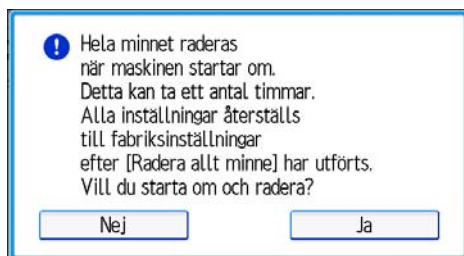 Hela minnet raderas
när maskinen startar om.
Detta kan ta ett antal timmar.
Alla inställningar återställs
till fabriksinställningar
efter [Radera allt minne] har utförts.
Vill du starta om och radera?
Nej
Ja